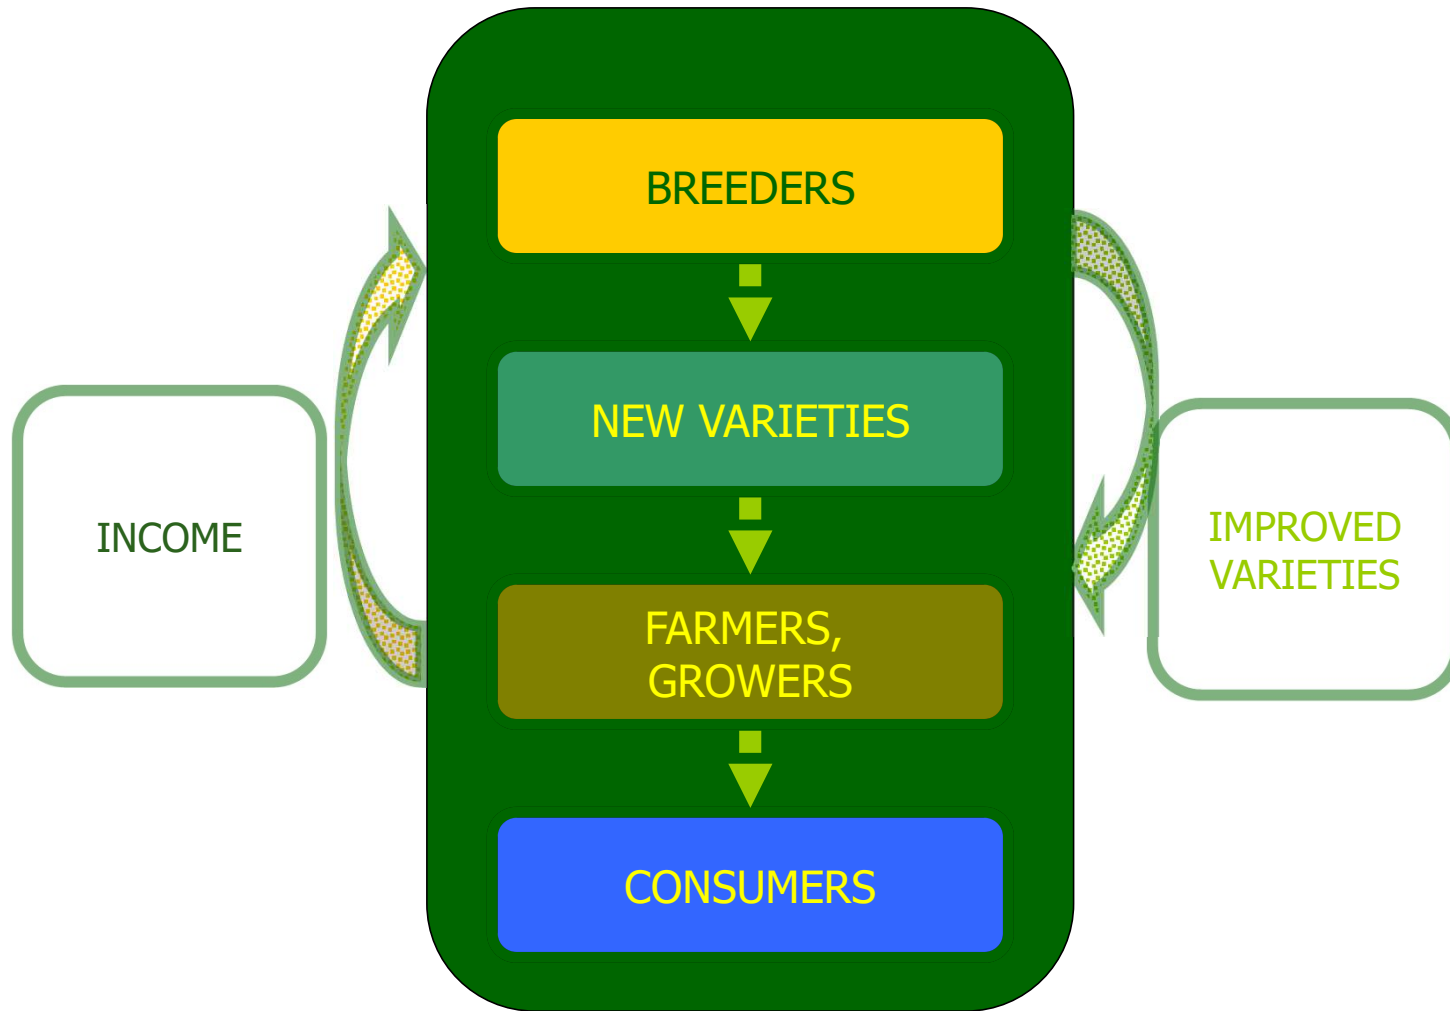 BREEDERS
NEW VARIETIES
INCOME
IMPROVED
VARIETIES
FARMERS,
GROWERS
CONSUMERS